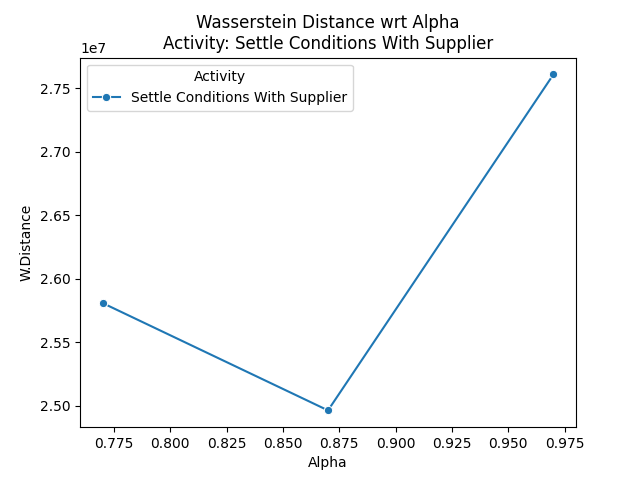 Wasserstein Distance wrt Alpha
Activity: Settle Conditions With Supplier
1e7
Activity
Settle Conditions With Supplier
2.75
2.70
2.65
2.60
2.55
2.50
W.Distance
0.775 0.800 0.825 0.850 0.875 0.900 0.925 0.950 0.975
Alpha